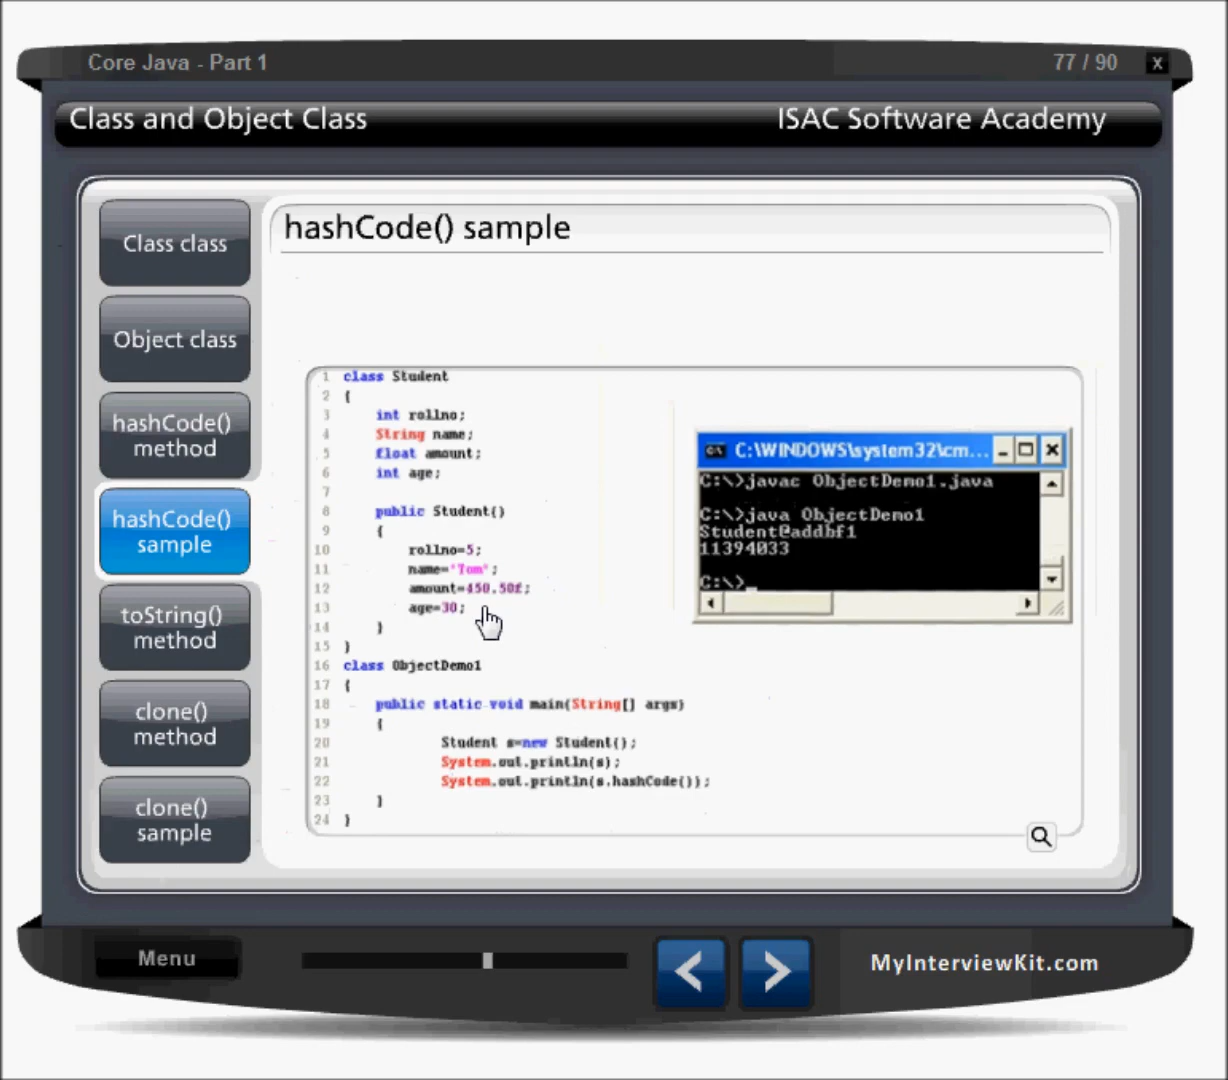 Core Java - Part 1
77 / 90
X
Class and Object Class
ISAC Software Academy
Class class
Object class
hashCode()
method
hashCode()
sample
toString()
method
clone()
method
clone()
sample
hashCode() sample
1 class Student
2 {
3 int rollno;
4 String name;
5 float amount;
6 int age;
7
8 public Student()
9 {
10 rollno=5;
11 name="Tom";
12 amount=450.50f;
13 age=30;
14 }
15 }
16 class ObjectDemo1
17 {
18 public static void main(String[] args)
19 {
20 Student s=new Student();
21 System.out.println(s);
22 System.out.println(s.hashCode());
23 }
24 }
C:\WINDOWS\system32\cm...
C:\>javac ObjectDemo1.java
C:\>java ObjectDemo1
Student@addbf1
11394033
C:\>_
Menu
MyInterviewKit.com